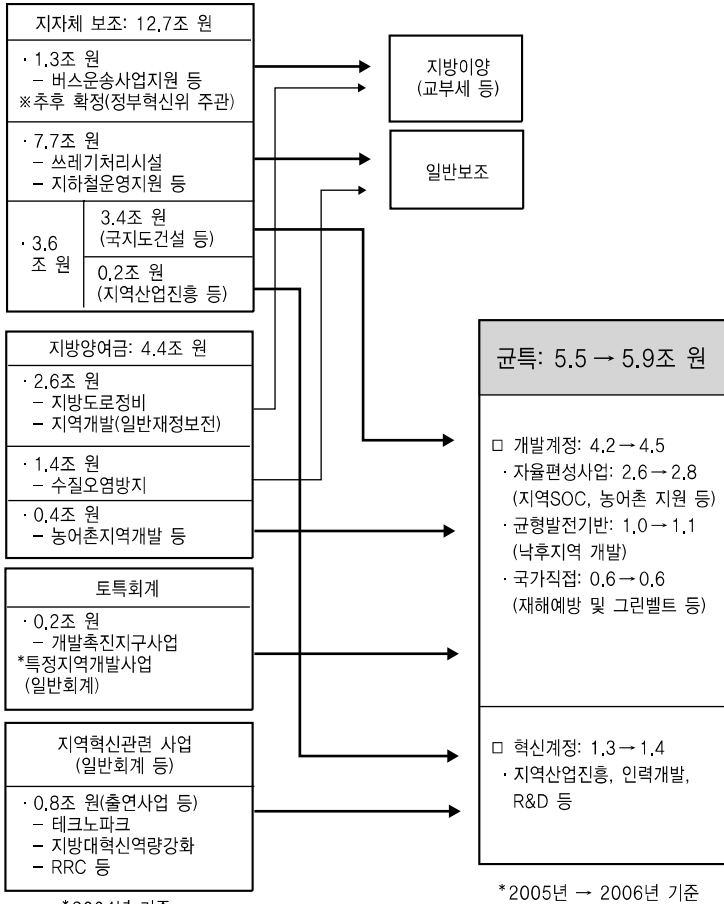 지자체 보조: 12.7조 원
· 1.3조 원
– 버스운송사업지원 등
※추후 확정(정부혁신위 주관)
· 7.7조 원
– 쓰레기처리시설
– 지하철운영지원 등
· 3.6
조 원
3.4조 원
(국지도건설 등)
0.2조 원
(지역산업진흥 등)
지방양여금: 4.4조 원
· 2.6조 원
– 지방도로정비
– 지역개발(일반재정보전)
· 1.4조 원
– 수질오염방지
· 0.4조 원
– 농어촌지역개발 등
토특회계
· 0.2조 원
– 개발촉진지구사업
*특정지역개발사업
(일반회계)
지역혁신관련 사업
(일반회계 등)
· 0.8조 원(출연사업 등)
– 테크노파크
– 지방대혁신역량강화
– RRC 등
지방이양
(교부세 등)
일반보조
균특: 5.5 → 5.9조 원
□ 개발계정: 4.2→4.5
· 자율편성사업: 2.6→2.8
(지역SOC, 농어촌 지원 등)
· 균형발전기반: 1.0→1.1
(낙후지역 개발)
· 국가직접: 0.6→0.6
(재해예방 및 그린벨트 등)
□ 혁신계정: 1.3→1.4
· 지역산업진흥, 인력개발,
R&D 등
*2005년 → 2006년 기준